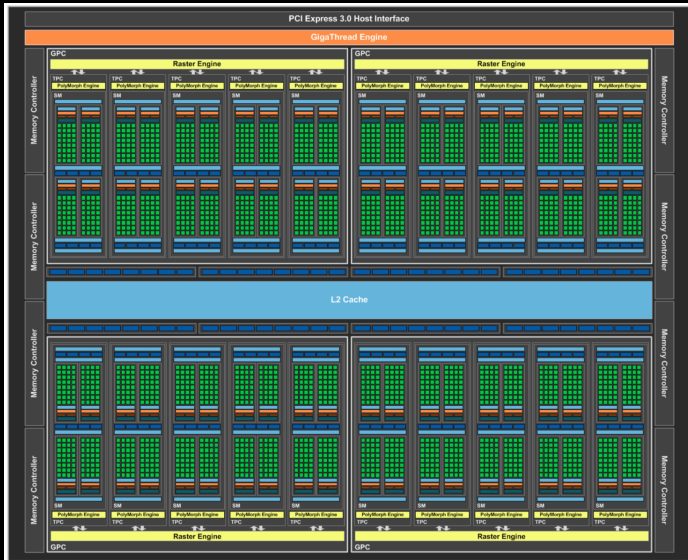 PCI Express 3.0 Host Interface
GigaThread Engine
GPC GPC
Raster Engine Raster Engine
TPC TPC TPC TPC TPC TPC TPC TPC TPC TPC
PolyMorph Engine PolyMorph Engine PolyMorph Engine PolyMorph Engine PolyMorph Engine PolyMorph Engine PolyMorph Engine PolyMorph Engine PolyMorph Engine PolyMorph Engine
SM SM SM SM SM SM SM SM SM SM
Memory Controller Memory Controller
Memory Controller Memory Controller
L2 Cache
Memory Controller Memory Controller
Memory Controller Memory Controller
SM SM SM SM SM SM SM SM SM SM
PolyMorph Engine PolyMorph Engine PolyMorph Engine PolyMorph Engine PolyMorph Engine PolyMorph Engine PolyMorph Engine PolyMorph Engine PolyMorph Engine PolyMorph Engine
TPC TPC TPC TPC TPC TPC TPC TPC TPC TPC
Raster Engine Raster Engine
GPC GPC